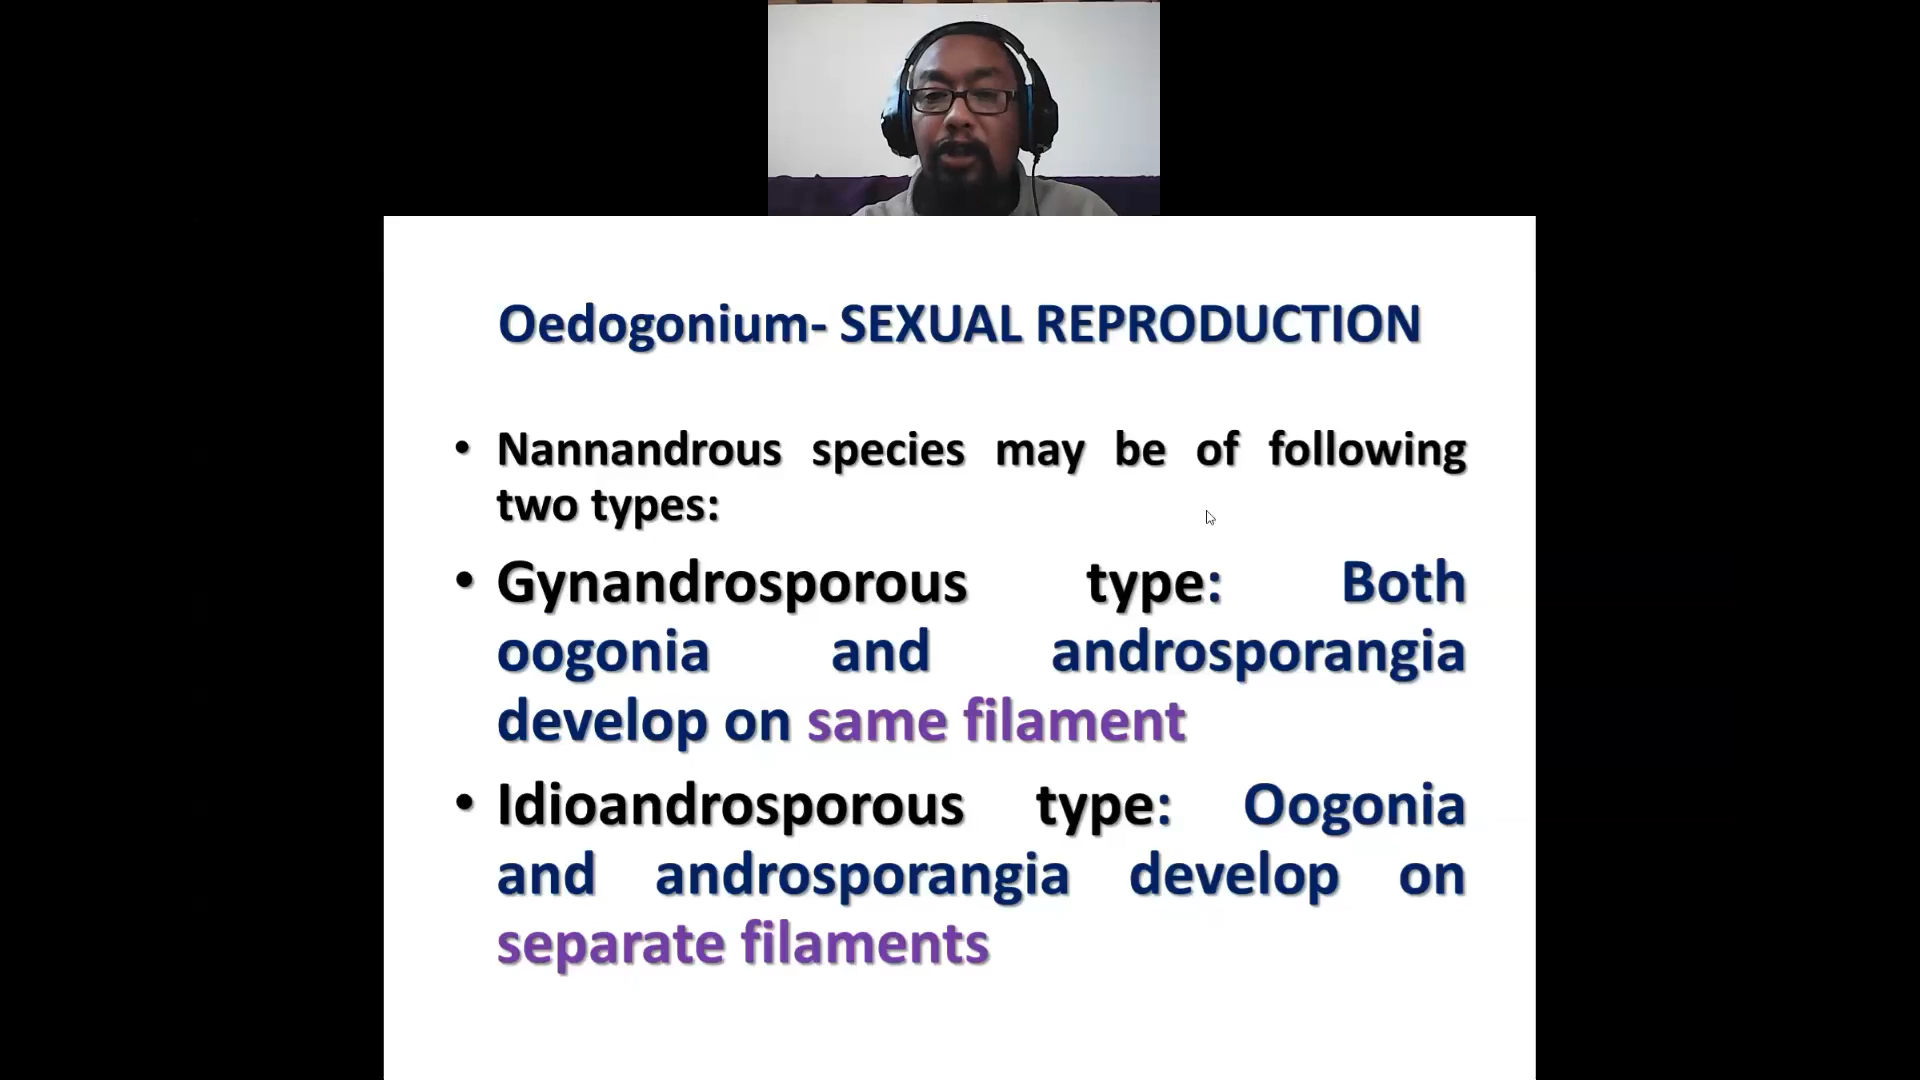 Oedogonium- SEXUAL REPRODUCTION
• Nannandrous species may be of following
two types:
• Gynandrosporous type: Both
oogonia and androsporangia
develop on same filament
• Idioandrosporous type: Oogonia
and androsporangia develop on
separate filaments